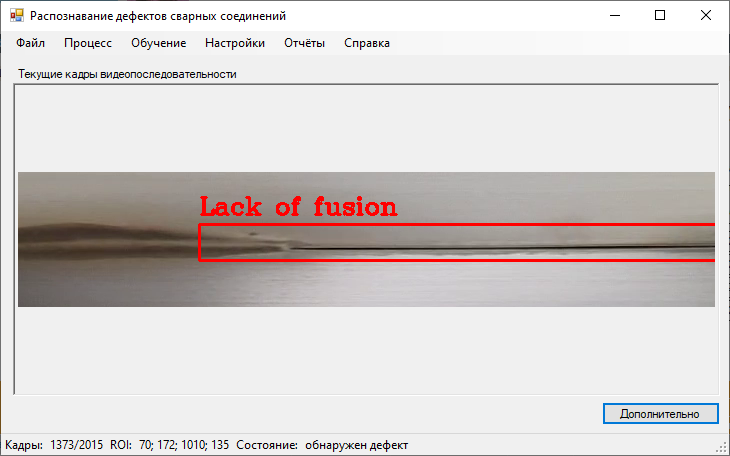 Распознавание дефектов сварных соединений
Файл Процесс Обучение Настройки Отчёты Справка
Текущие кадры видеопоследовательности
Lack of fusion
Дополнительно
Кадры: 1373/2015 ROI: 70; 172; 1010; 135 Состояние: обнаружен дефект